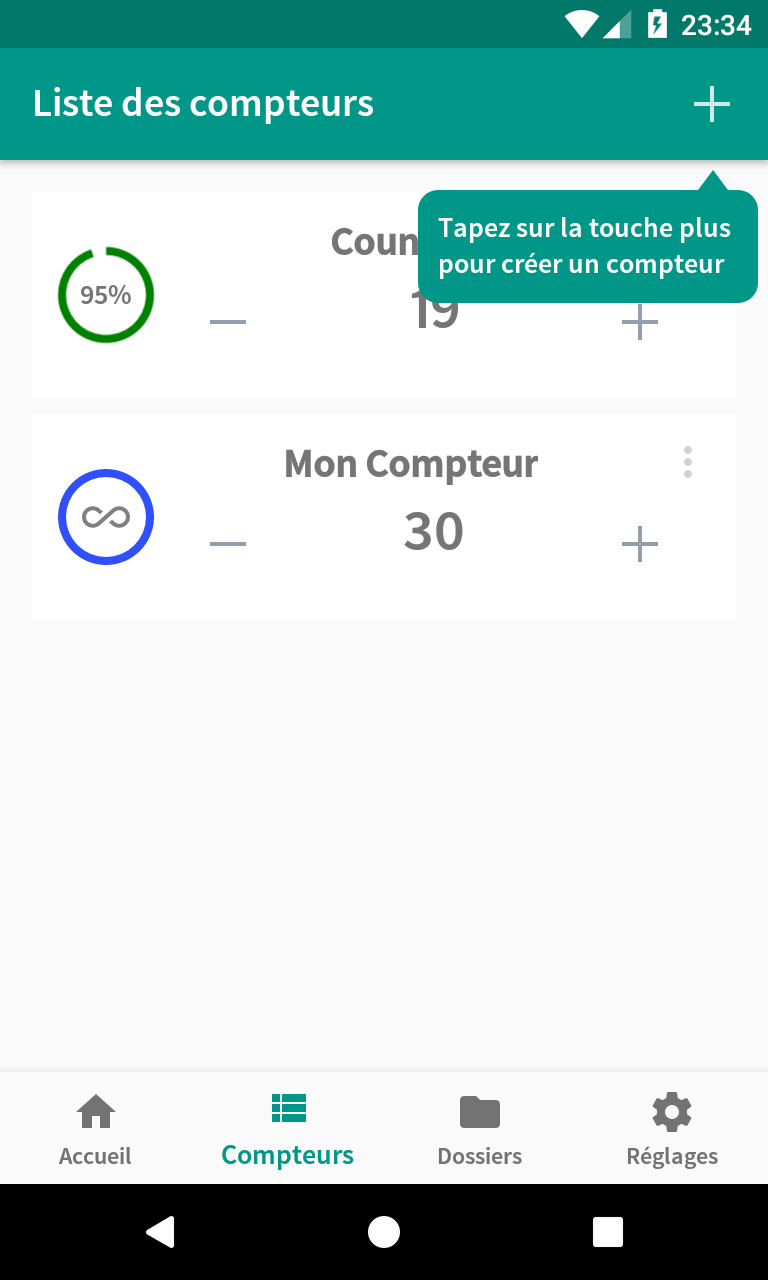 23:34
Liste des compteurs
Tapez sur la touche plus
pour créer un compteur
Coun
95%
19
Mon Compteur
30
Accueil
Compteurs
Dossiers
Réglages